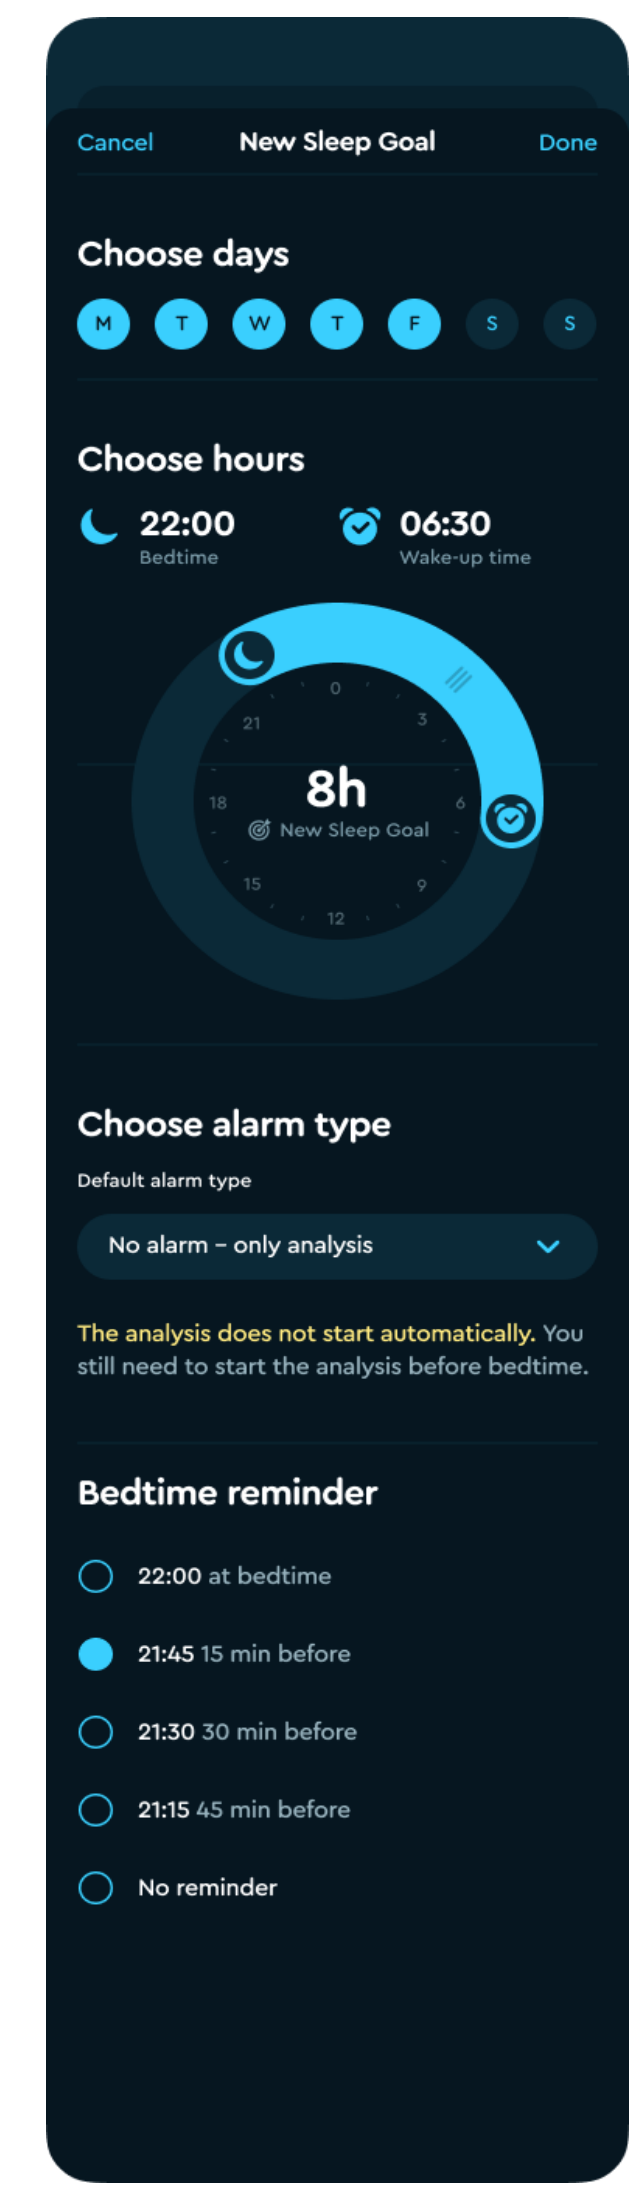 Cancel New Sleep Goal Done
Choose days
M T W T F S S
Choose hours
22:00 06:30
Bedtime Wake-up time
0
21 3
18 6
8h
New Sleep Goal
15 9
12
Choose alarm type
Default alarm type
No alarm – only analysis
The analysis does not start automatically. You
still need to start the analysis before bedtime.
Bedtime reminder
22:00 at bedtime
21:45 15 min before
21:30 30 min before
21:15 45 min before
No reminder